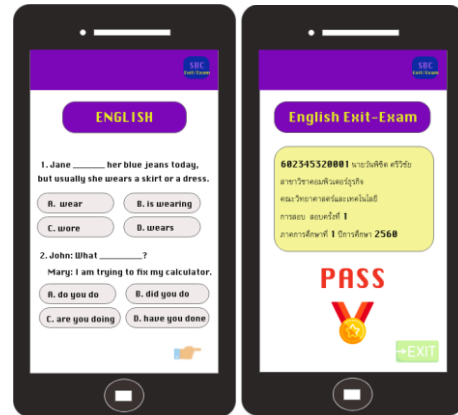 SBC
Exit-Exam
ENGLISH
1. Jane ______ her blue jeans today,
but usually she wears a skirt or a dress.
A. wear
B. is wearing
C. wore
D. wears
2. John: What ________?
Mary: I am trying to fix my calculator.
A. do you do
B. did you do
C. are you doing
D. have you done
SBC
Exit-Exam
English Exit-Exam
602345320001 นายวันพิชิต ศรีวิชัย
สาขาวิชาคอมพิวเตอร์ธุรกิจ
คณะวิทยาศาสตร์และเทคโนโลยี
การสอบ สอบครั้งที่ 1
ภาคการศึกษาที่ 1 ปีการศึกษา 2560
PASS
EXIT